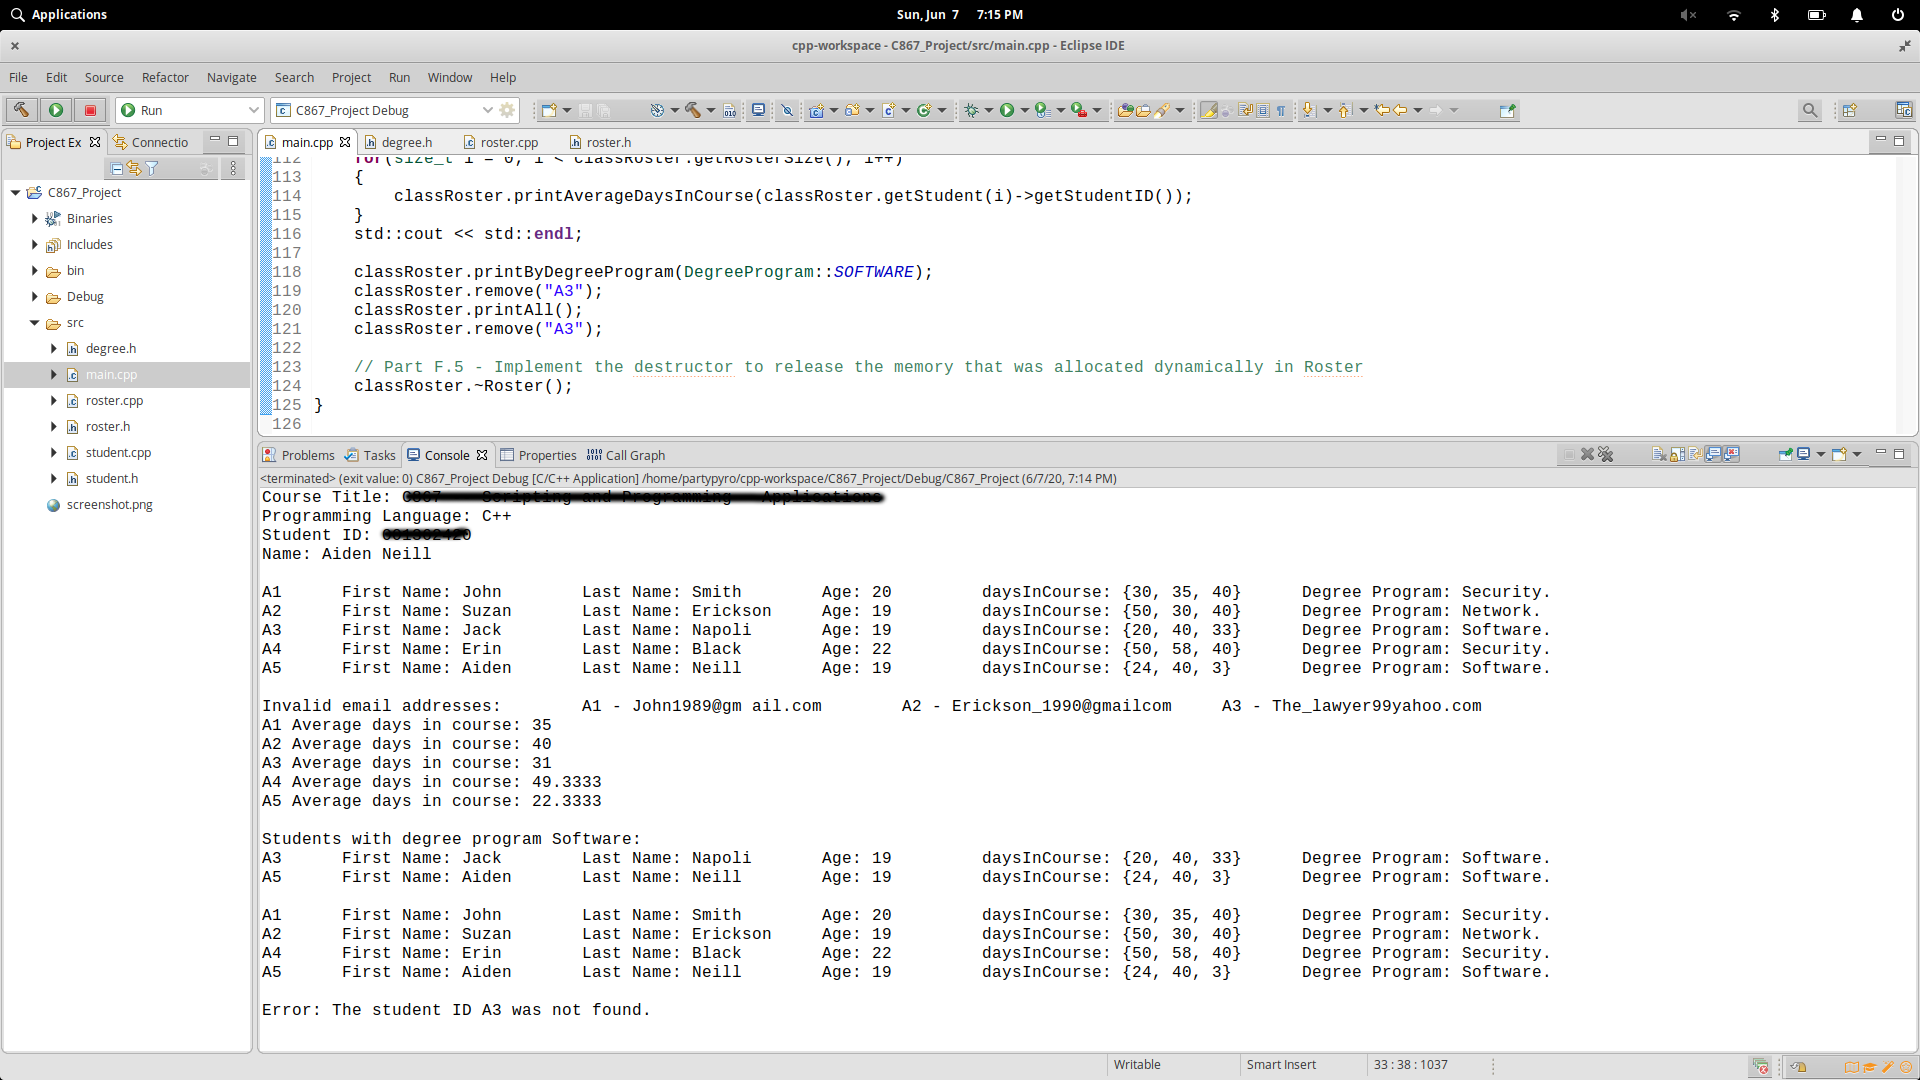 Applications
Sun, Jun 7 7:15 PM
cpp-workspace - C867_Project/src/main.cpp - Eclipse IDE
File Edit Source Refactor Navigate Search Project Run Window Help
Run C867_Project Debug
Project Ex Connectio
main.cpp degree.h roster.cpp roster.h
C867_Project
Binaries
Includes
bin
Debug
src
degree.h
main.cpp
roster.cpp
roster.h
student.cpp
student.h
screenshot.png
112 for(size_t i = 0; i < classRoster.getRosterSize(); i++)
113 {
114 classRoster.printAverageDaysInCourse(classRoster.getStudent(i)->getStudentID());
115 }
116 std::cout << std::endl;
117
118 classRoster.printByDegreeProgram(DegreeProgram::SOFTWARE);
119 classRoster.remove("A3");
120 classRoster.printAll();
121 classRoster.remove("A3");
122
123 // Part F.5 - Implement the destructor to release the memory that was allocated dynamically in Roster
124 classRoster.~Roster();
125 }
126
Problems Tasks Console Properties Call Graph
<terminated> (exit value: 0) C867_Project Debug [C/C++ Application] /home/partypyro/cpp-workspace/C867_Project/Debug/C867_Project (6/7/20, 7:14 PM)
Course Title:
Programming Language: C++
Student ID:
Name: Aiden Neill
A1 First Name: John Last Name: Smith Age: 20 daysInCourse: {30, 35, 40} Degree Program: Security.
A2 First Name: Suzan Last Name: Erickson Age: 19 daysInCourse: {50, 30, 40} Degree Program: Network.
A3 First Name: Jack Last Name: Napoli Age: 19 daysInCourse: {20, 40, 33} Degree Program: Software.
A4 First Name: Erin Last Name: Black Age: 22 daysInCourse: {50, 58, 40} Degree Program: Security.
A5 First Name: Aiden Last Name: Neill Age: 19 daysInCourse: {24, 40, 3} Degree Program: Software.
Invalid email addresses: A1 - John1989@gm ail.com A2 - Erickson_1990@gmailcom A3 - The_lawyer99yahoo.com
A1 Average days in course: 35
A2 Average days in course: 40
A3 Average days in course: 31
A4 Average days in course: 49.3333
A5 Average days in course: 22.3333
Students with degree program Software:
A3 First Name: Jack Last Name: Napoli Age: 19 daysInCourse: {20, 40, 33} Degree Program: Software.
A5 First Name: Aiden Last Name: Neill Age: 19 daysInCourse: {24, 40, 3} Degree Program: Software.
A1 First Name: John Last Name: Smith Age: 20 daysInCourse: {30, 35, 40} Degree Program: Security.
A2 First Name: Suzan Last Name: Erickson Age: 19 daysInCourse: {50, 30, 40} Degree Program: Network.
A4 First Name: Erin Last Name: Black Age: 22 daysInCourse: {50, 58, 40} Degree Program: Security.
A5 First Name: Aiden Last Name: Neill Age: 19 daysInCourse: {24, 40, 3} Degree Program: Software.
Error: The student ID A3 was not found.
Writable Smart Insert 33 : 38 : 1037